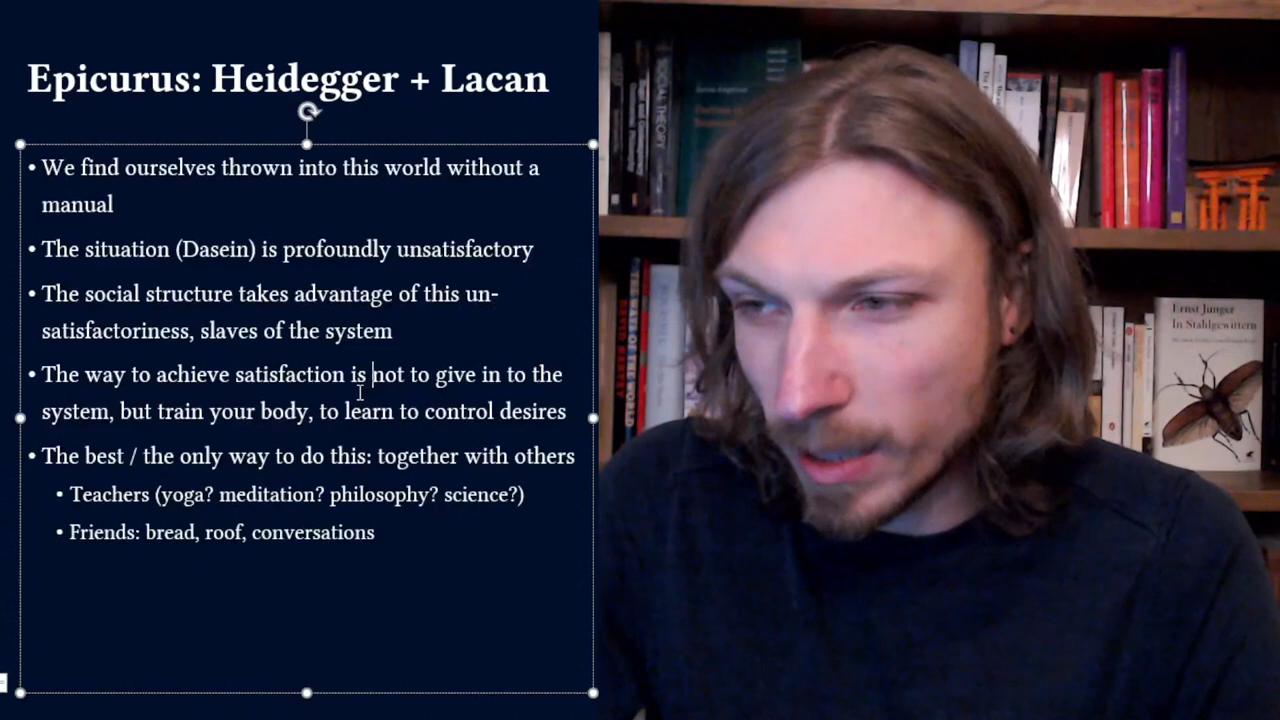 Epicurus: Heidegger + Lacan
• We find ourselves thrown into this world without a
manual
• The situation (Dasein) is profoundly unsatisfactory
• The social structure takes advantage of this un-
satisfactoriness, slaves of the system
• The way to achieve satisfaction is not to give in to the
system, but train your body, to learn to control desires
• The best / the only way to do this: together with others
• Teachers (yoga? meditation? philosophy? science?)
• Friends: bread, roof, conversations
SOCIAL THEORY
Ernst Junger
In Stahlgewittern